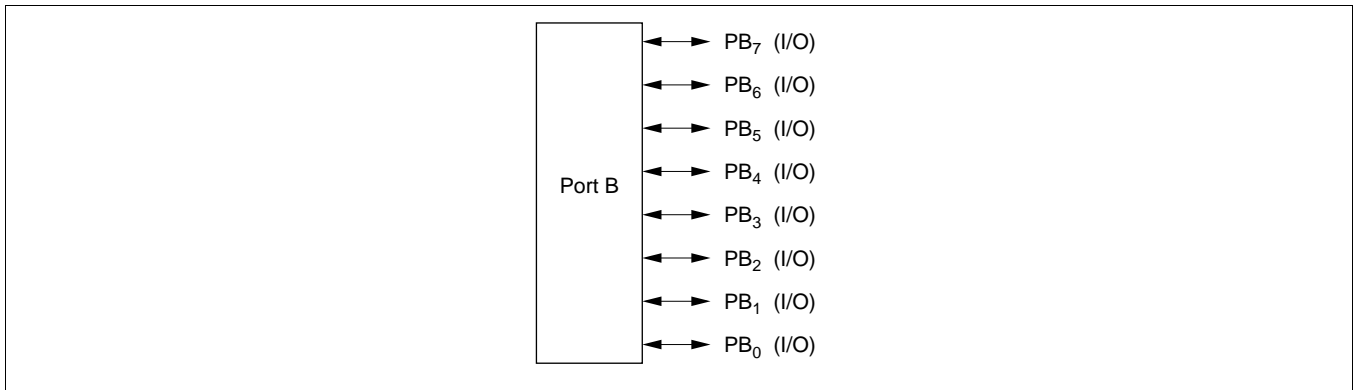 PB₇ (I/O)
PB₆ (I/O)
PB₅ (I/O)
PB₄ (I/O)
Port B
PB₃ (I/O)
PB₂ (I/O)
PB₁ (I/O)
PB₀ (I/O)